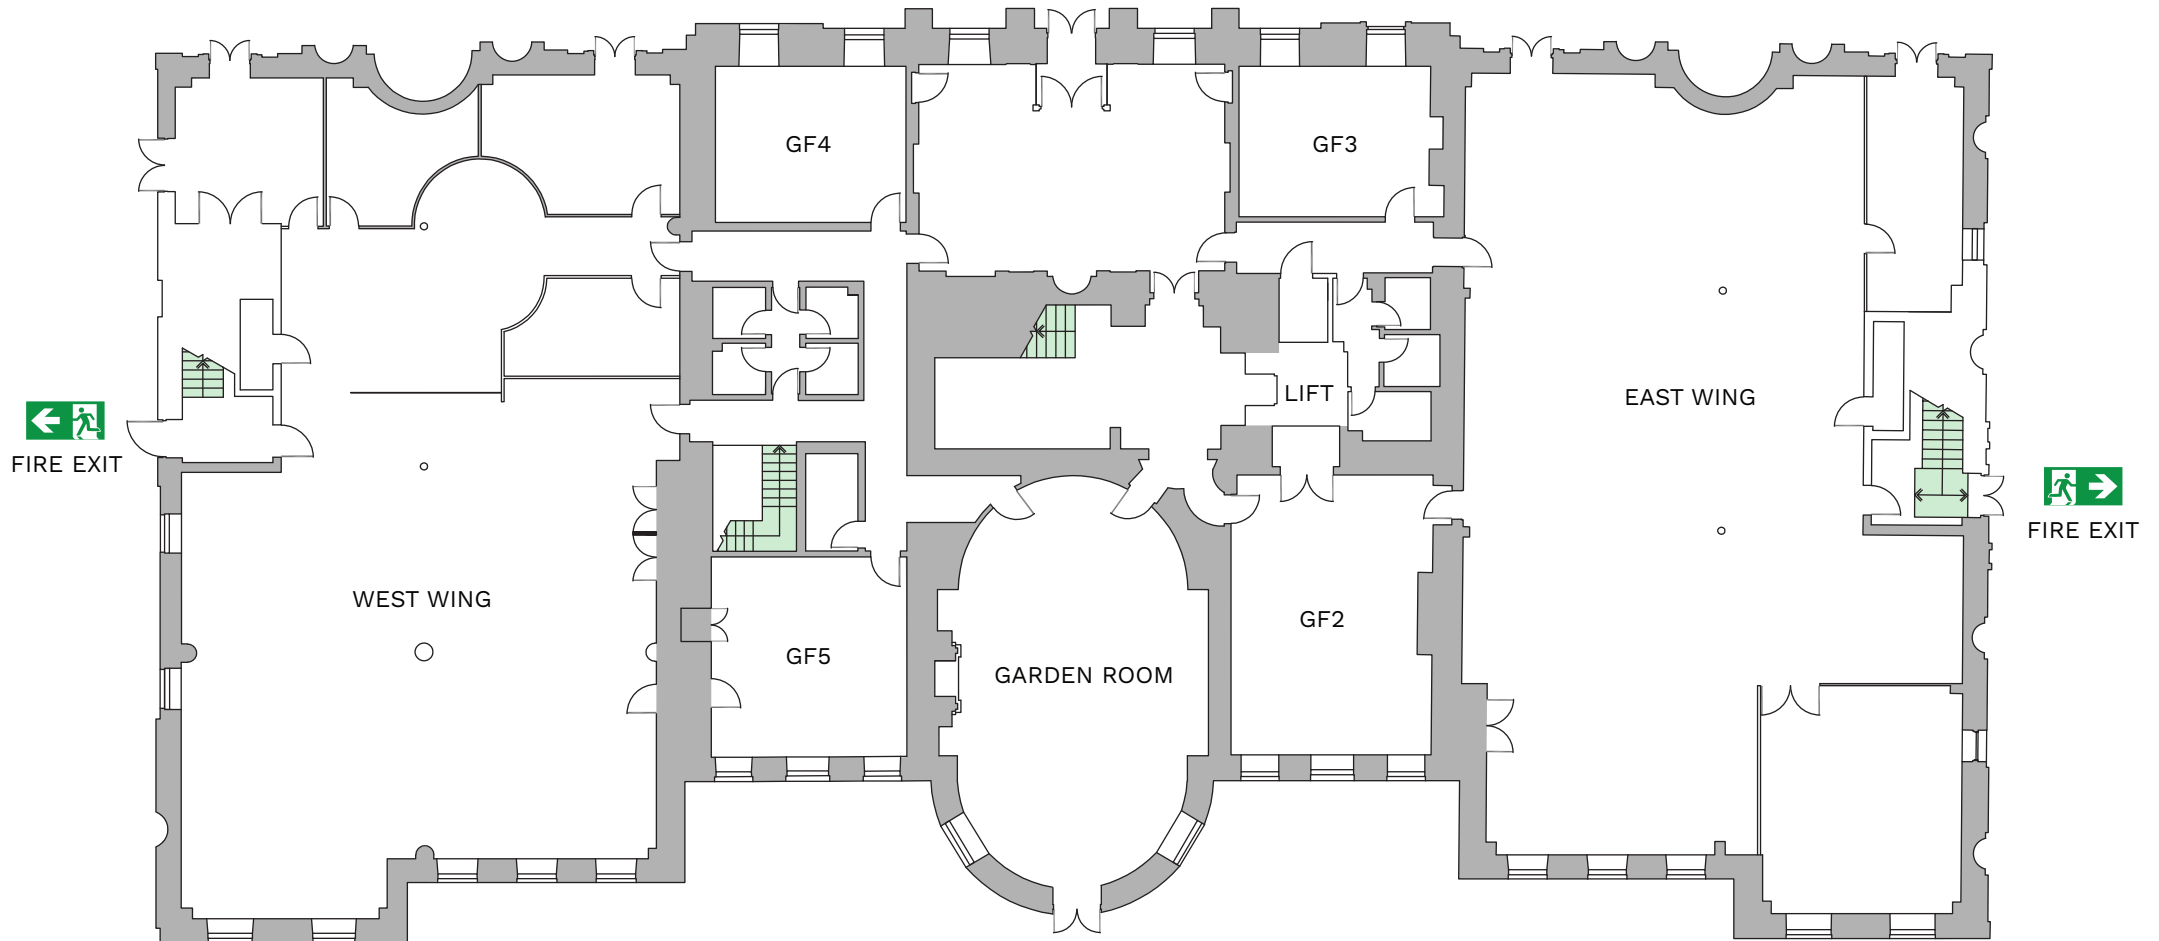 GF4
GF3
LIFT
EAST WING
FIRE EXIT
FIRE EXIT
WEST WING
GF2
GF5
GARDEN ROOM